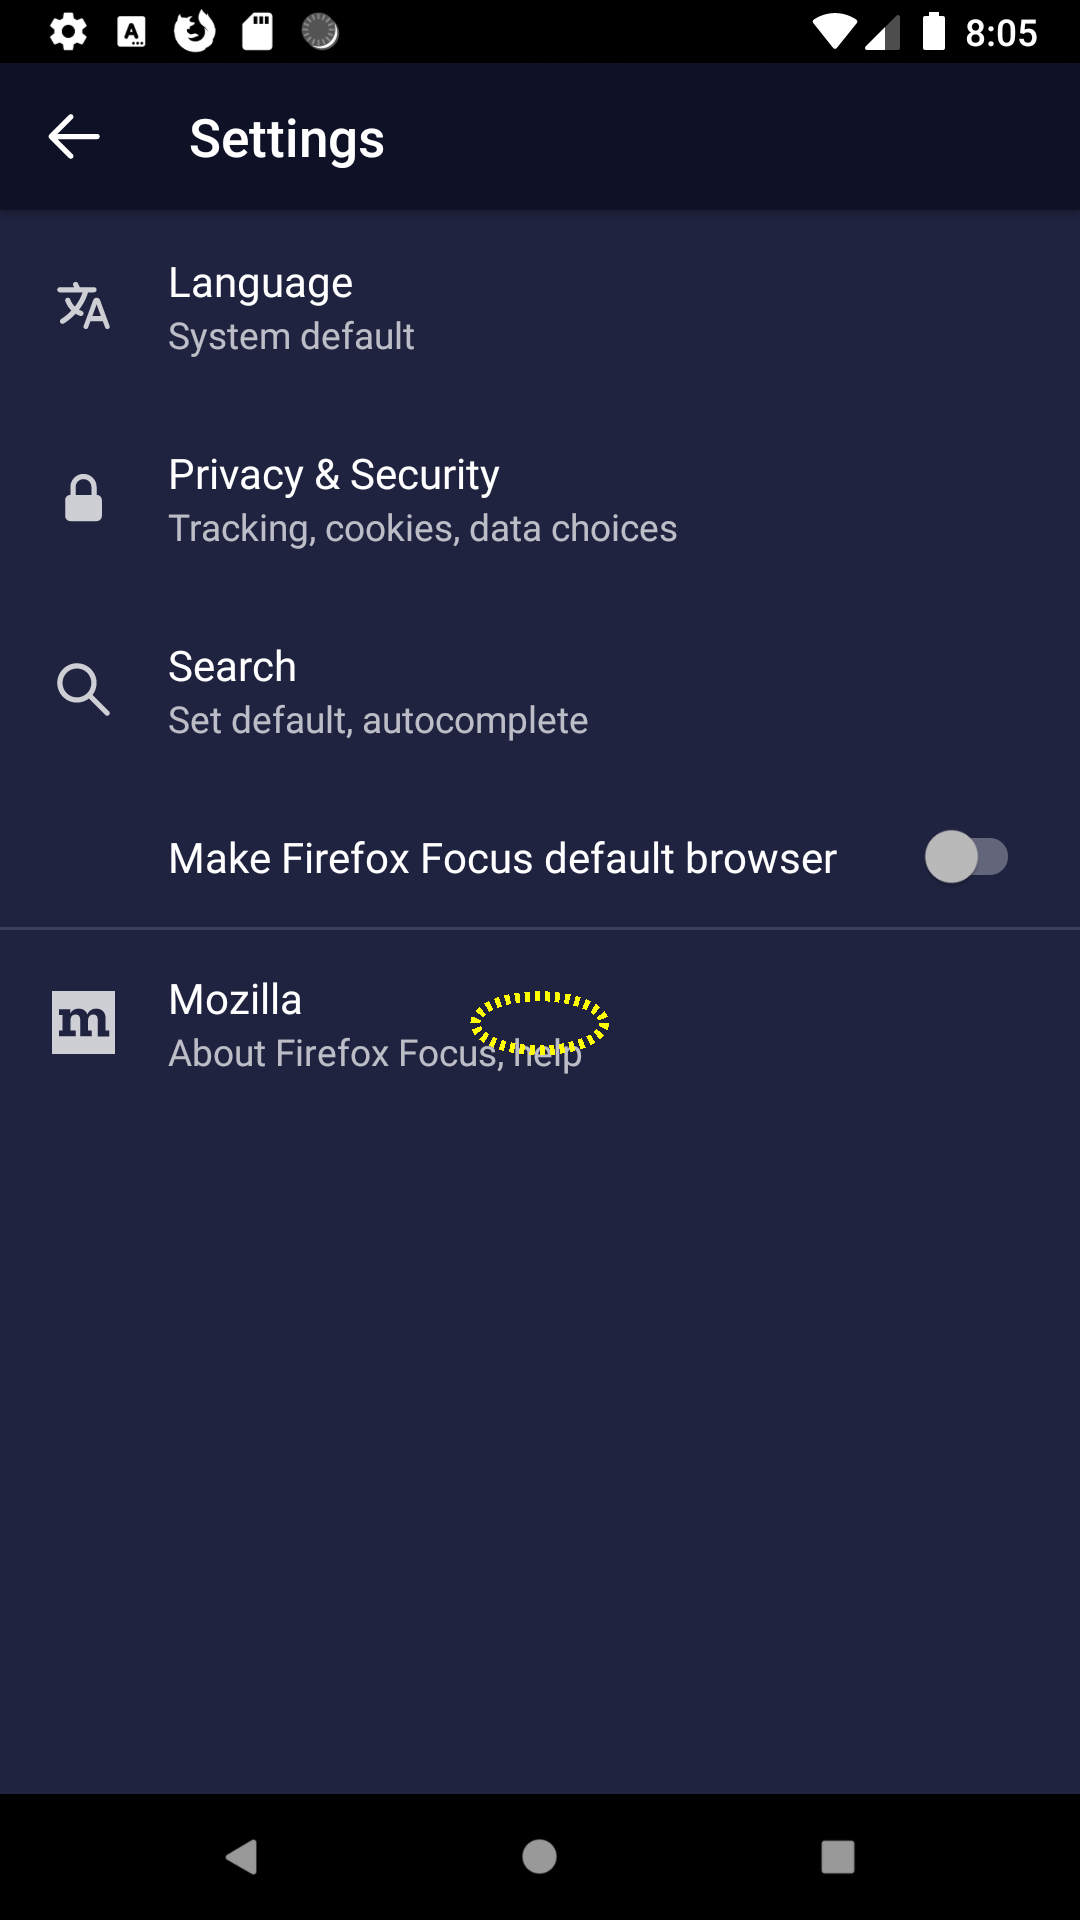 8:05
Settings
Language
System default
Privacy & Security
Tracking, cookies, data choices
Search
Set default, autocomplete
Make Firefox Focus default browser
m
Mozilla
About Firefox Focus, help